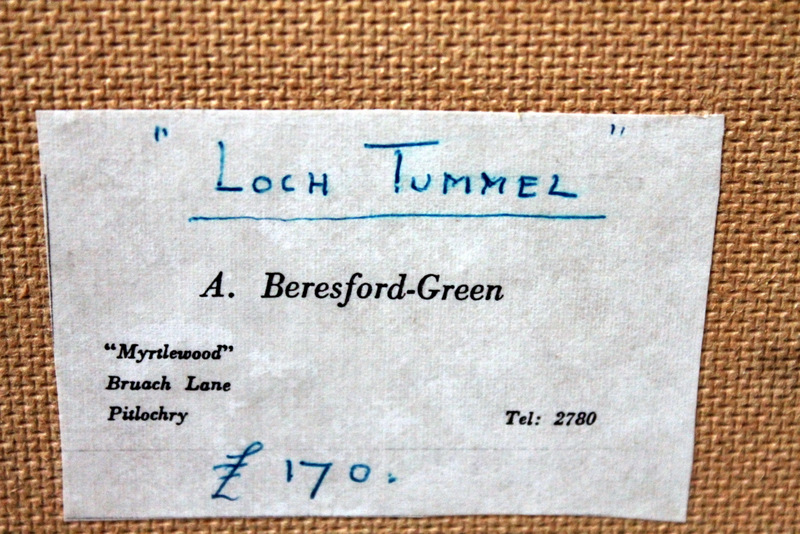 " LOCH TUMMEL "
A. Beresford-Green
"Myrtlewood"
Bruach Lane
Pitlochry
Tel: 2780
£170.